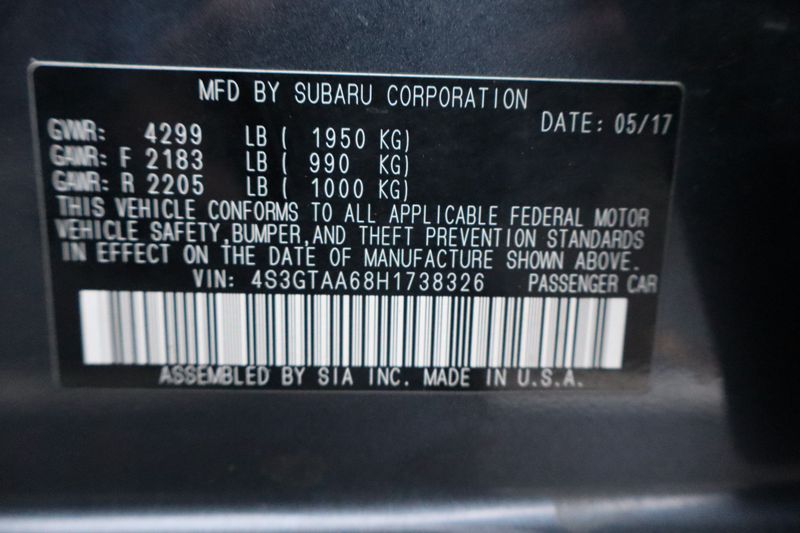 MFD BY SUBARU CORPORATION
DATE: 05/17
GVWR: 4299 LB ( 1950 KG)
GAWR: F 2183 LB ( 990 KG)
GAWR: R 2205 LB ( 1000 KG)
THIS VEHICLE CONFORMS TO ALL APPLICABLE FEDERAL MOTOR
VEHICLE SAFETY,BUMPER,AND THEFT PREVENTION STANDARDS
IN EFFECT ON THE DATE OF MANUFACTURE SHOWN ABOVE.
VIN: 4S3GTAA68H1738326 PASSENGER CAR
ASSEMBLED BY SIA INC. MADE IN U.S.A.